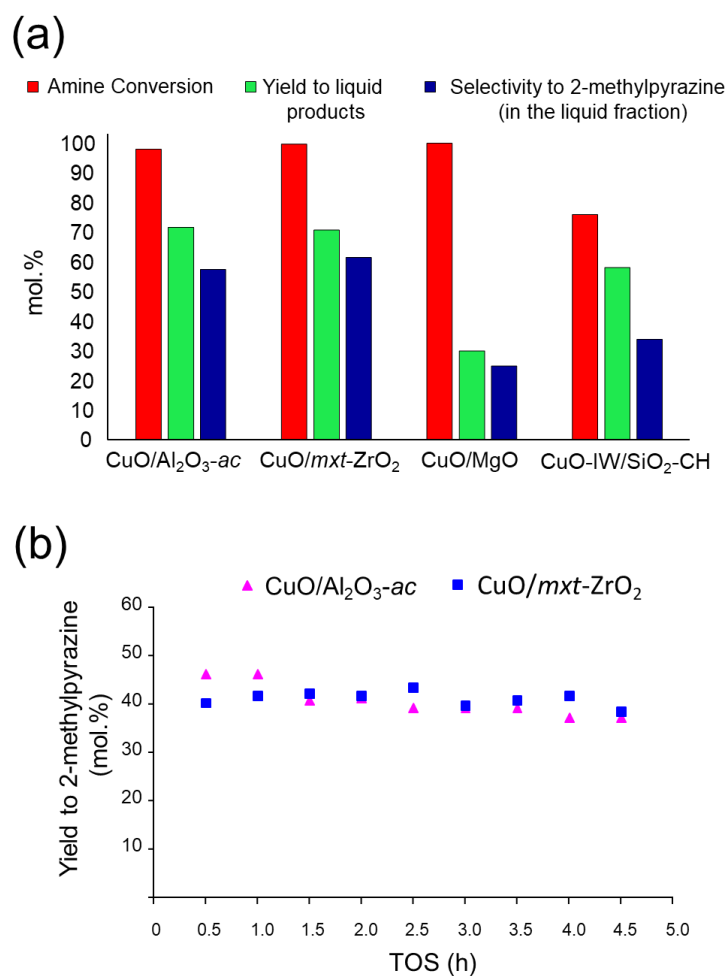 (a)
Amine Conversion
Yield to liquid
products
Selectivity to 2-methylpyrazine
(in the liquid fraction)
100
90
80
70
60
50
40
30
20
10
0
mol.%
CuO/Al₂O₃-ac
CuO/mxt-ZrO₂
CuO/MgO
CuO-IW/SiO₂-CH
(b)
CuO/Al₂O₃-ac
CuO/mxt-ZrO₂
60
50
40
30
20
10
Yield to 2-methylpyrazine
(mol.%)
0 0.5 1.0 1.5 2.0 2.5 3.0 3.5 4.0 4.5 5.0
TOS (h)